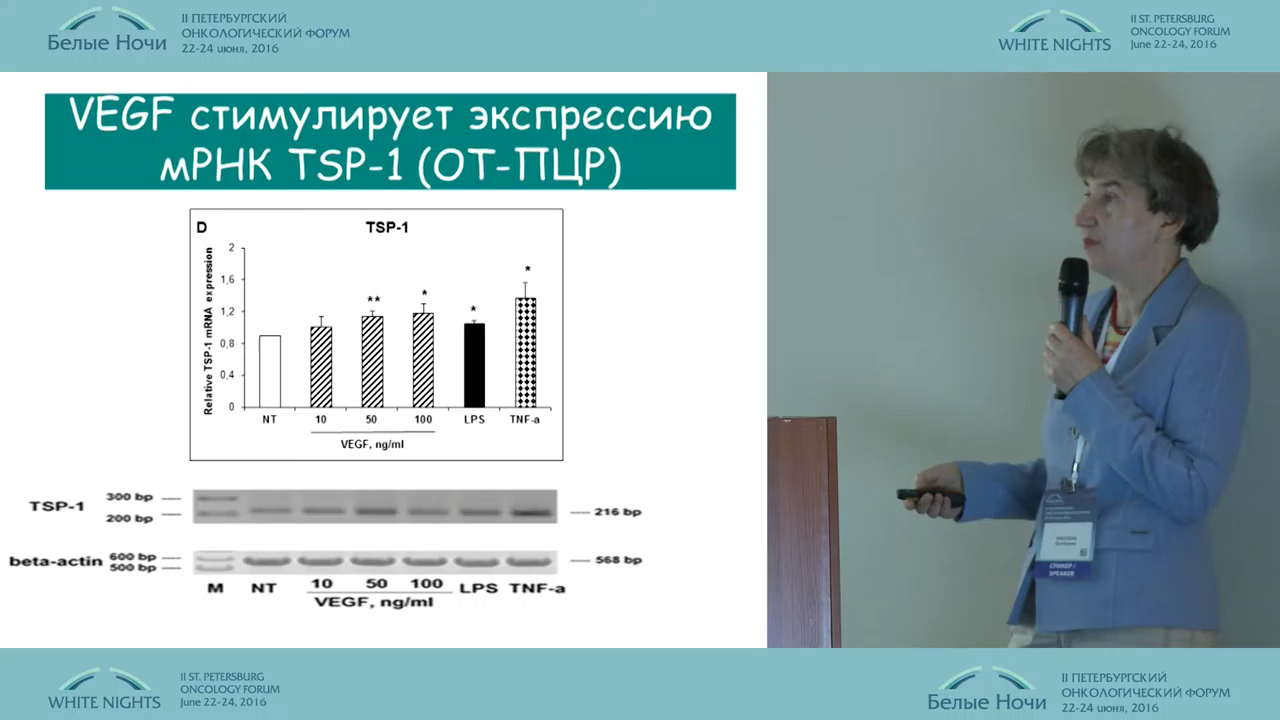 II ПЕТЕРБУРГСКИЙ
ОНКОЛОГИЧЕСКИЙ ФОРУМ
Белые Ночи
22-24 июня, 2016
II ST. PETERSBURG
ONCOLOGY FORUM
WHITE NIGHTS
June 22-24, 2016
VEGF стимулирует экспрессию
мРНК TSP-1 (ОТ-ПЦР)
D
TSP-1
Relative TSP-1 mRNA expression
2
1,6
1,2
0,8
0,4
0
**
*
*
*
NT 10 50 100 LPS TNF-a
VEGF, ng/ml
TSP-1
300 bp
200 bp
216 bp
beta-actin
600 bp
500 bp
568 bp
M NT 10 50 100 LPS TNF-a
VEGF, ng/ml
СПИКЕР /
SPEAKER
II ST. PETERSBURG
ONCOLOGY FORUM
WHITE NIGHTS
June 22-24, 2016
II ПЕТЕРБУРГСКИЙ
ОНКОЛОГИЧЕСКИЙ ФОРУМ
Белые Ночи
22-24 июня, 2016